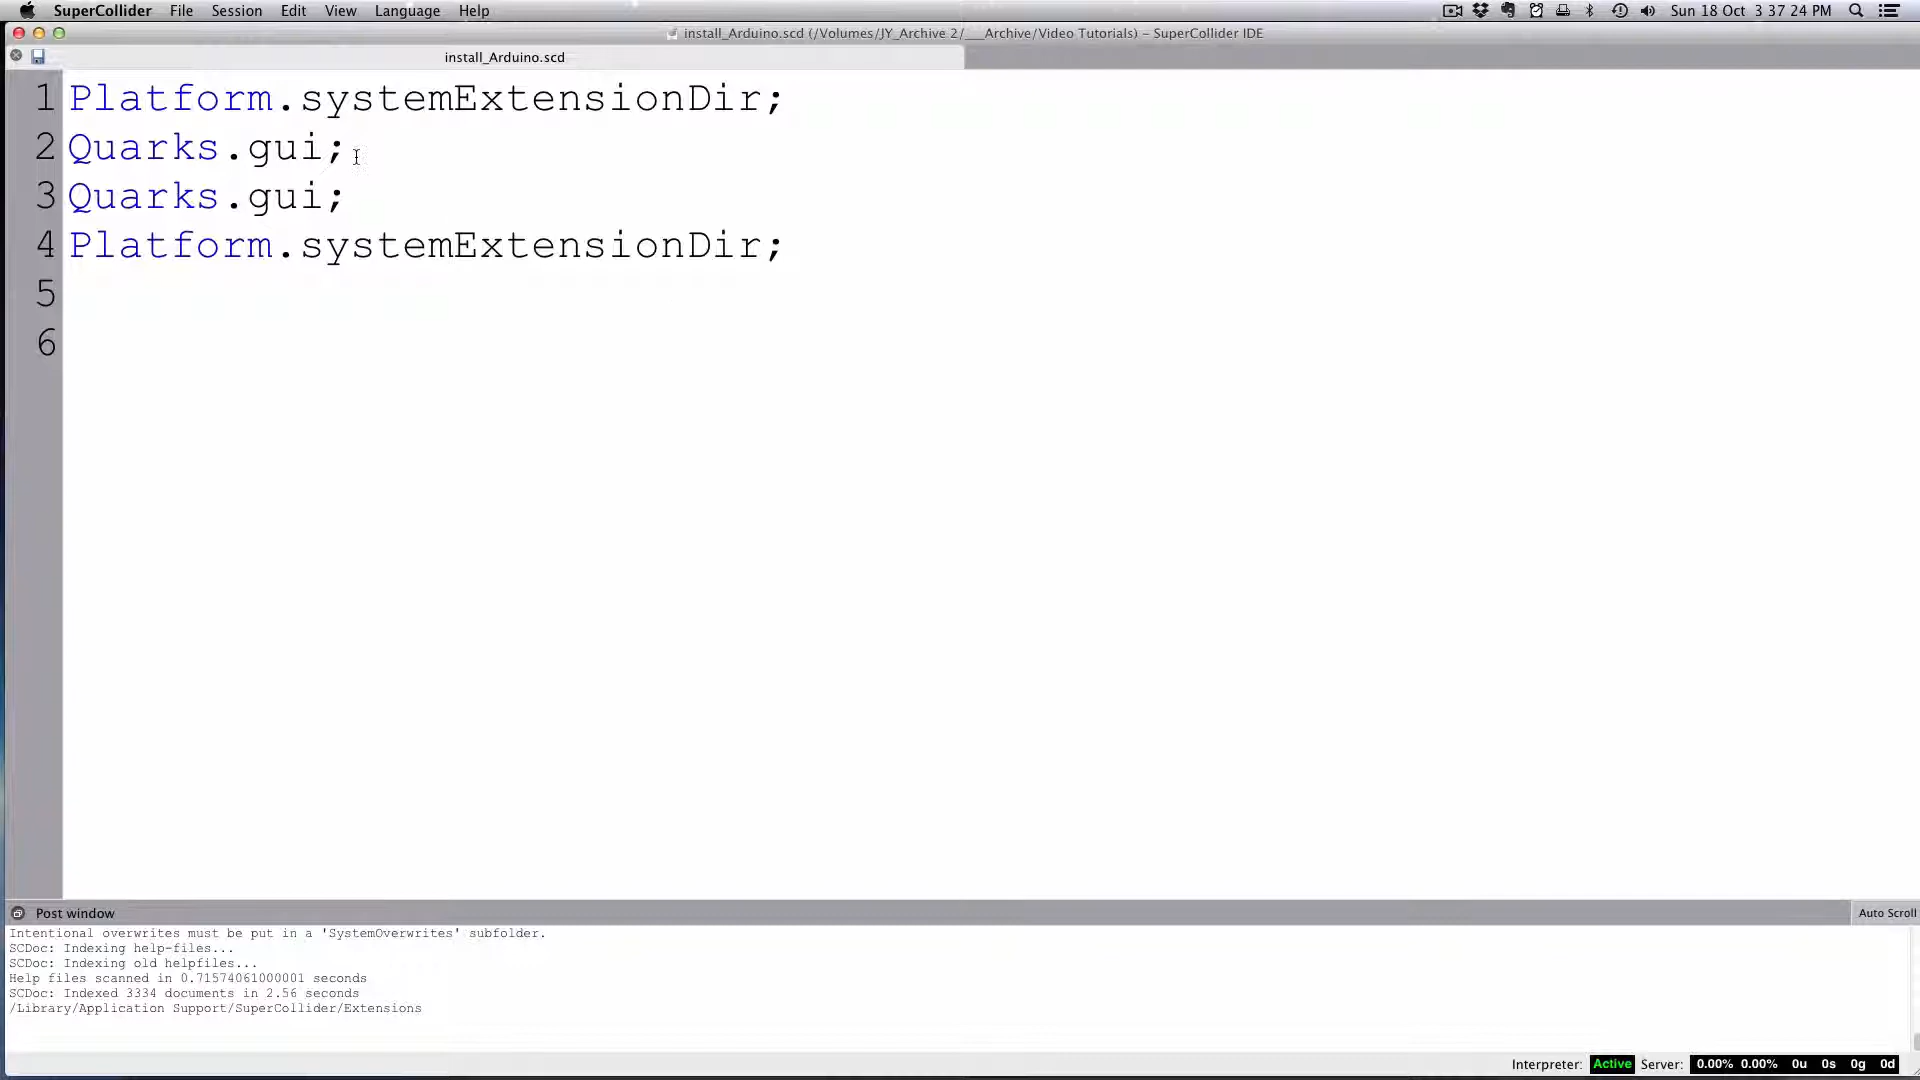 SuperCollider File Session Edit View Language Help Sun 18 Oct 3 37 24 PM
install_Arduino.scd (/Volumes/JY_Archive 2/___Archive/Video Tutorials) – SuperCollider IDE
install_Arduino.scd
1 Platform.systemExtensionDir;
2 Quarks.gui;
3 Quarks.gui;
4 Platform.systemExtensionDir;
5
6
Post window Auto Scroll
Intentional overwrites must be put in a 'SystemOverwrites' subfolder.
SCDoc: Indexing help-files...
SCDoc: Indexing old helpfiles...
Help files scanned in 0.71574061000001 seconds
SCDoc: Indexed 3334 documents in 2.56 seconds
/Library/Application Support/SuperCollider/Extensions
Interpreter: Active Server: 0.00% 0.00% 0u 0s 0g 0d